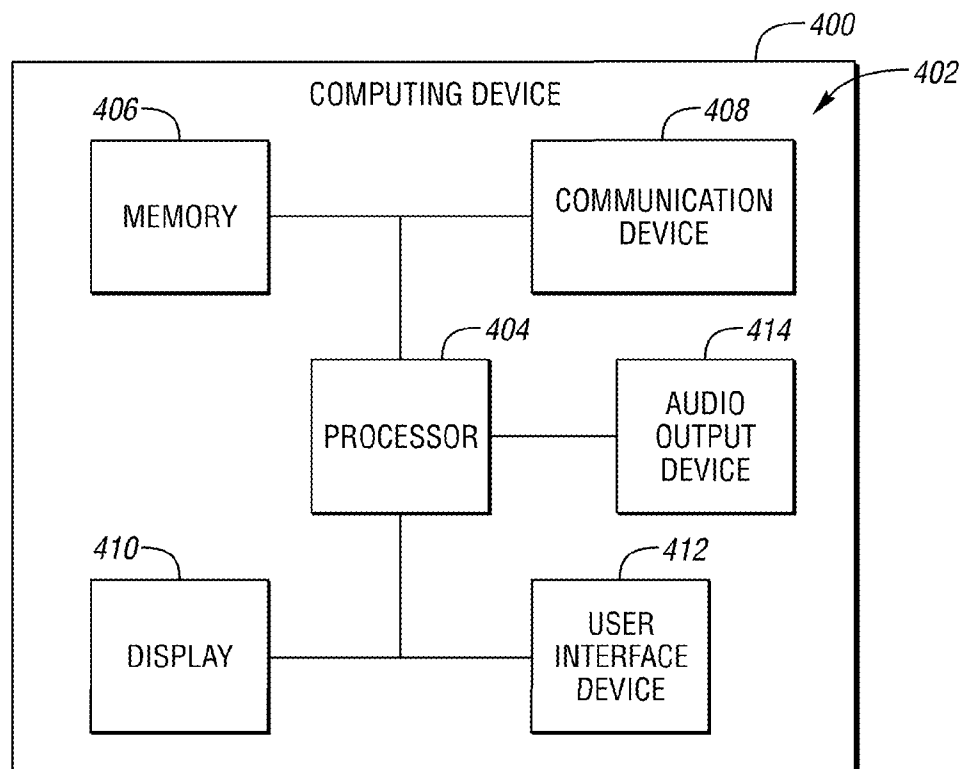 400
COMPUTING DEVICE
402
406
408
MEMORY
COMMUNICATION
DEVICE
404
414
PROCESSOR
AUDIO
OUTPUT
DEVICE
410
412
DISPLAY
USER
INTERFACE
DEVICE